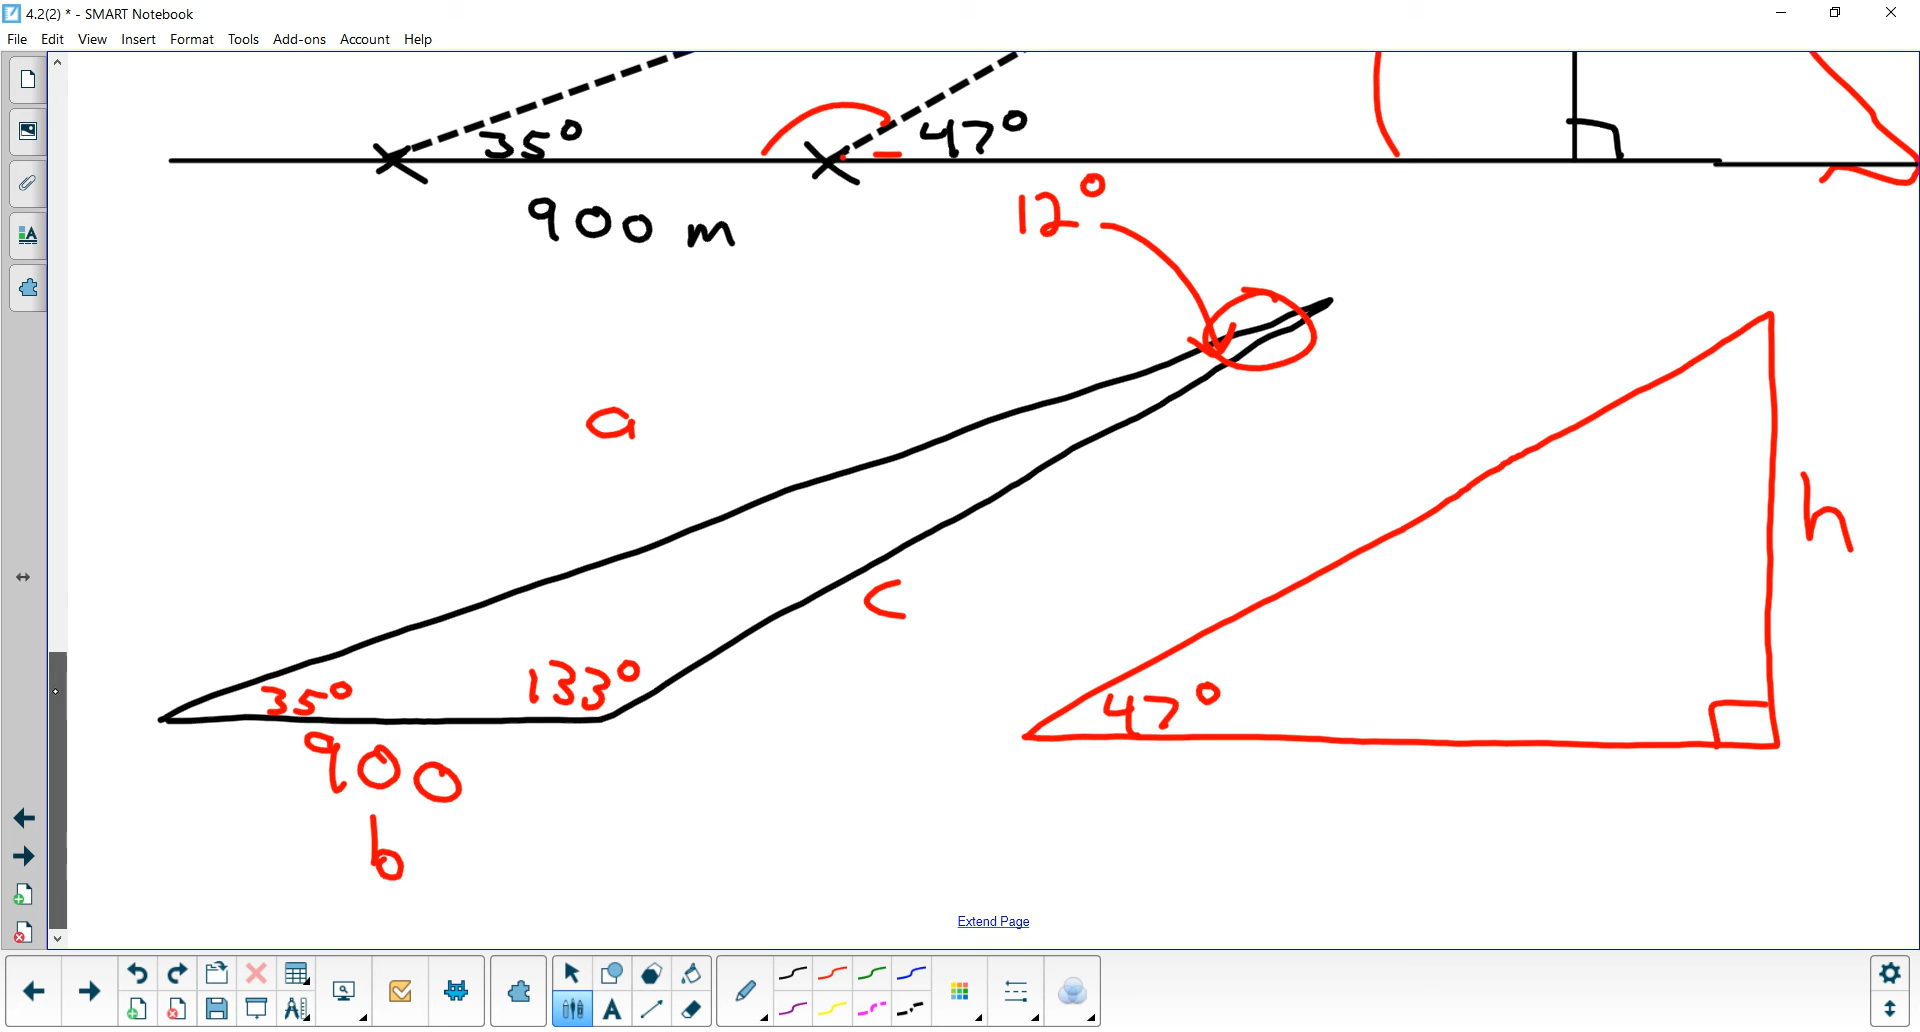 4.2(2) * - SMART Notebook
File Edit View Insert Format Tools Add-ons Account Help
35° 47°
900 m
12°
a
h
c
35° 133°
47°
900
b
Extend Page